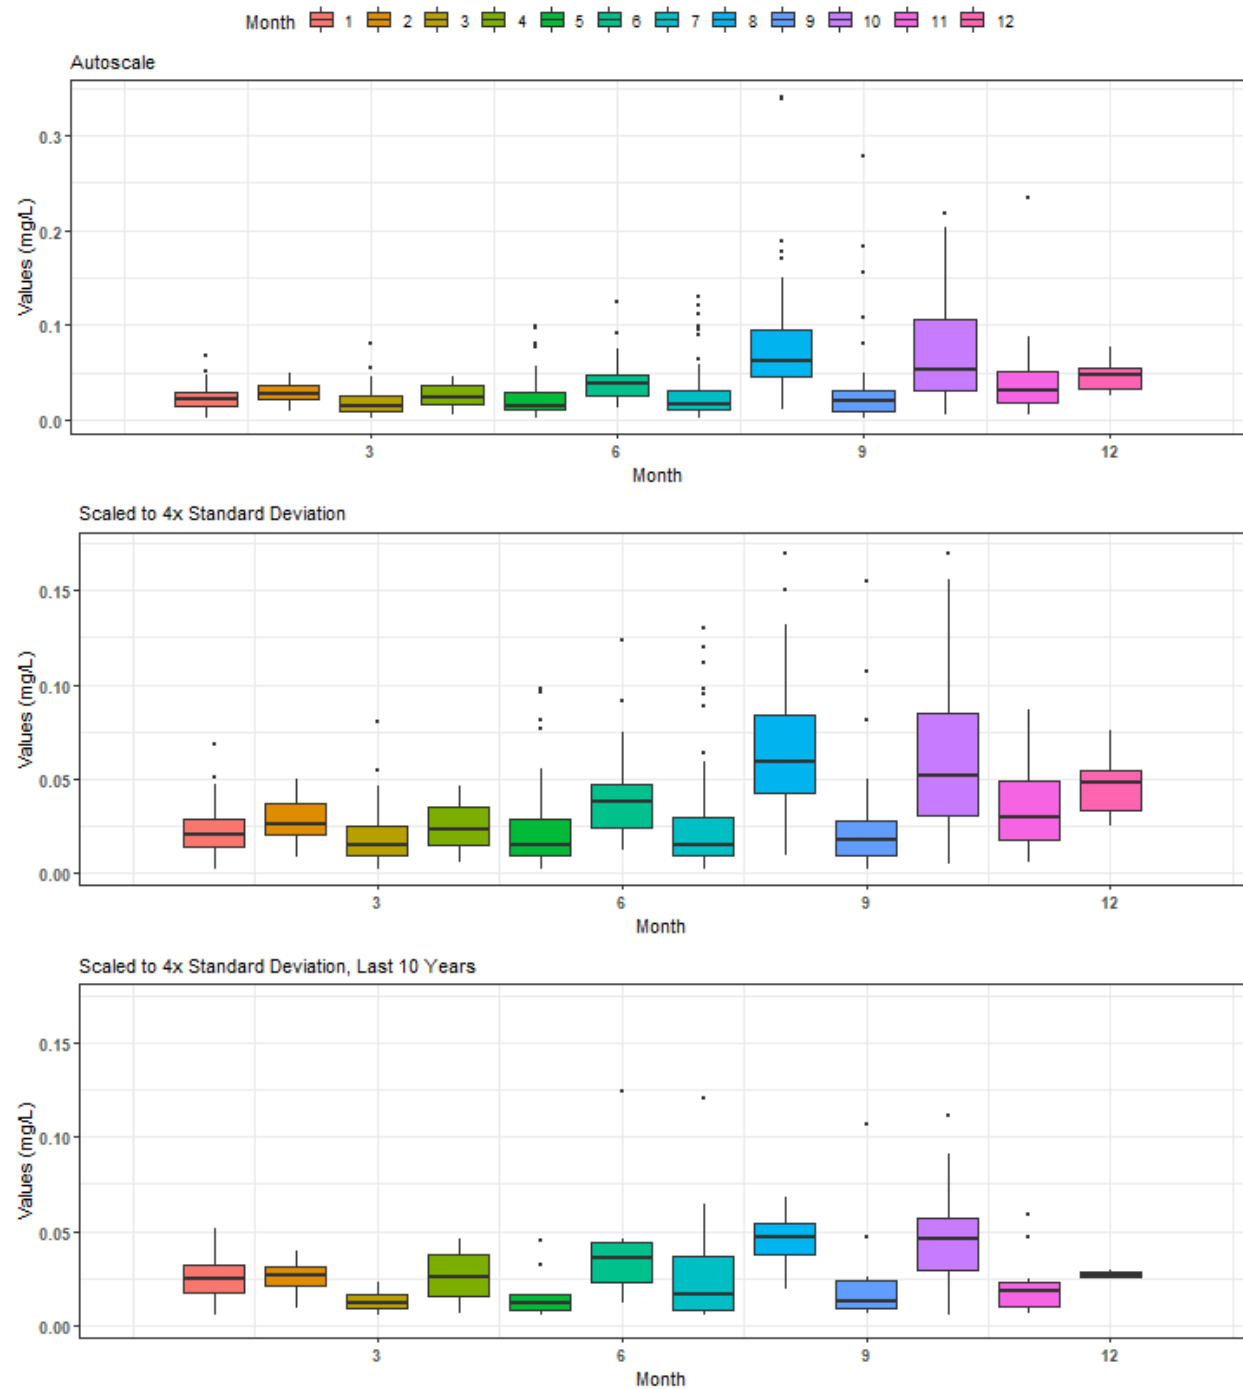 Month 1 2 3 4 5 6 7 8 9 10 11 12
Autoscale
Values (mg/L)
0.3
0.2
0.1
0.0
3 6 9 12
Month
Scaled to 4x Standard Deviation
Values (mg/L)
0.15
0.10
0.05
0.00
3 6 9 12
Month
Scaled to 4x Standard Deviation, Last 10 Years
Values (mg/L)
0.15
0.10
0.05
0.00
3 6 9 12
Month